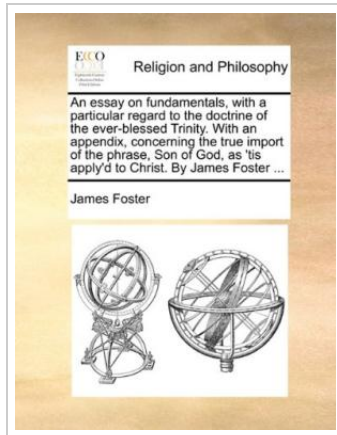 ECCO
Religion and Philosophy
An essay on fundamentals, with a
particular regard to the doctrine of
the ever-blessed Trinity. With an
appendix, concerning the true import
of the phrase, Son of God, as 'tis
apply'd to Christ. By James Foster ...
James Foster